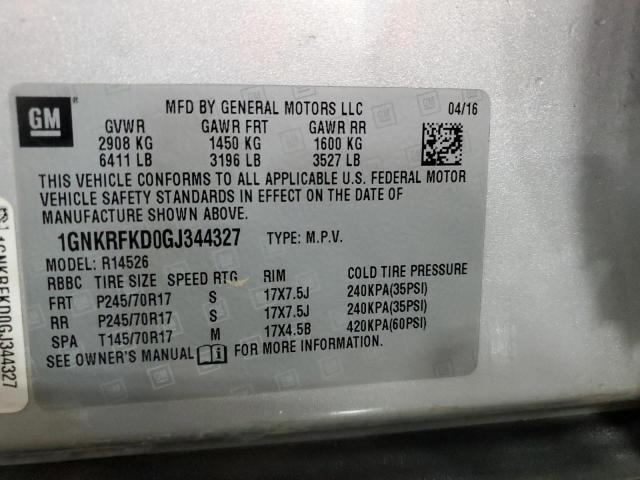 GM
MFD BY GENERAL MOTORS LLC 04/16
GVWR GAWR FRT GAWR RR
2908 KG 1450 KG 1600 KG
6411 LB 3196 LB 3527 LB
THIS VEHICLE CONFORMS TO ALL APPLICABLE U.S. FEDERAL MOTOR
VEHICLE SAFETY STANDARDS IN EFFECT ON THE DATE OF
MANUFACTURE SHOWN ABOVE.
1GNKRFKD0GJ344327 TYPE: M.P.V.
MODEL: R14526
RBBC TIRE SIZE SPEED RTG RIM COLD TIRE PRESSURE
FRT P245/70R17 S 17X7.5J 240KPA(35PSI)
RR P245/70R17 S 17X7.5J 240KPA(35PSI)
SPA T145/70R17 M 17X4.5B 420KPA(60PSI)
SEE OWNER'S MANUAL FOR MORE INFORMATION.
1GNKRFKD0GJ344327